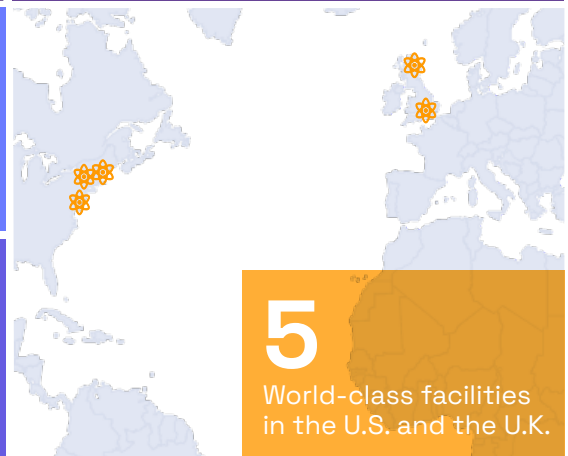 5
World-class facilities
in the U.S. and the U.K.